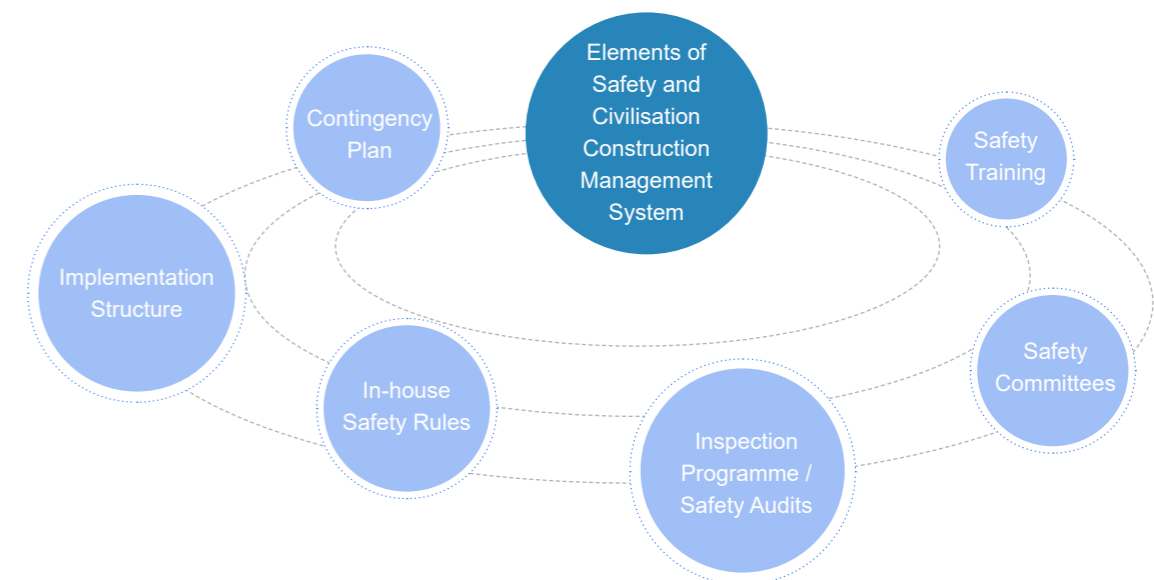 Elements of
Safety and
Civilisation
Construction
Management
System
Contingency
Plan
Safety
Training
Implementation
Structure
Safety
Committees
In-house
Safety Rules
Inspection
Programme /
Safety Audits